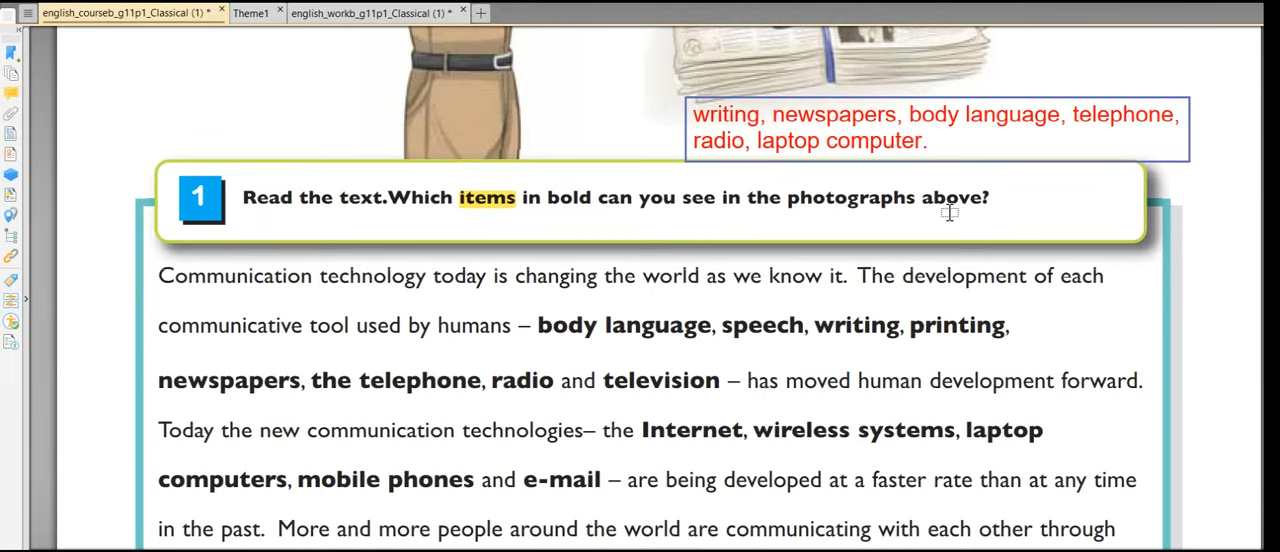 english_courseb_g11p1_Classical (1) * × Theme1 × english_workb_g11p1_Classical (1) * × +
writing, newspapers, body language, telephone,
radio, laptop computer.
1 Read the text.Which items in bold can you see in the photographs above?
Communication technology today is changing the world as we know it. The development of each
communicative tool used by humans – body language, speech, writing, printing,
newspapers, the telephone, radio and television – has moved human development forward.
Today the new communication technologies– the Internet, wireless systems, laptop
computers, mobile phones and e-mail – are being developed at a faster rate than at any time
in the past. More and more people around the world are communicating with each other through